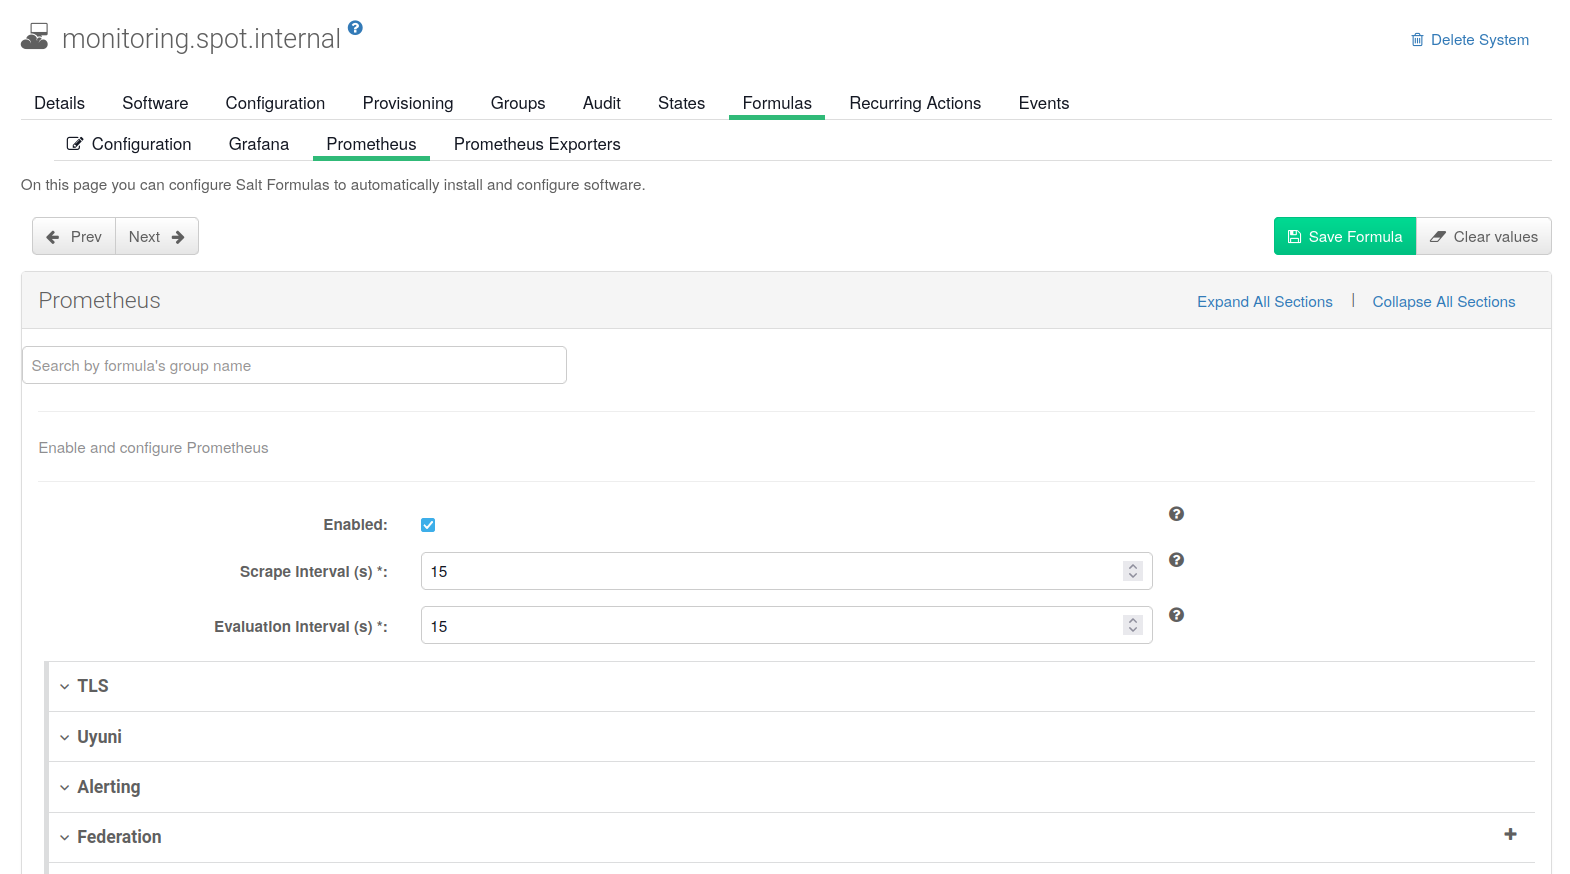 monitoring.spot.internal
Delete System
Details Software Configuration Provisioning Groups Audit States Formulas Recurring Actions Events
Configuration Grafana Prometheus Prometheus Exporters
On this page you can configure Salt Formulas to automatically install and configure software.
Prev Next Save Formula Clear values
Prometheus Expand All Sections | Collapse All Sections
Search by formula's group name
Enable and configure Prometheus
Enabled:
Scrape Interval (s) *: 15
Evaluation Interval (s) *: 15
TLS
Uyuni
Alerting
Federation